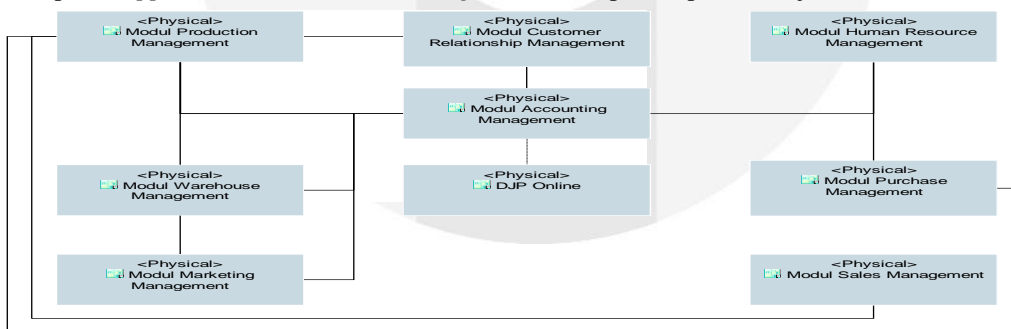 <Physical>
Modul Production
Management
<Physical>
Modul Customer
Relationship Management
<Physical>
Modul Human Resource
Management
<Physical>
Modul Accounting
Management
<Physical>
Modul Warehouse
Management
<Physical>
DJP Online
<Physical>
Modul Purchase
Management
<Physical>
Modul Marketing
Management
<Physical>
Modul Sales Management